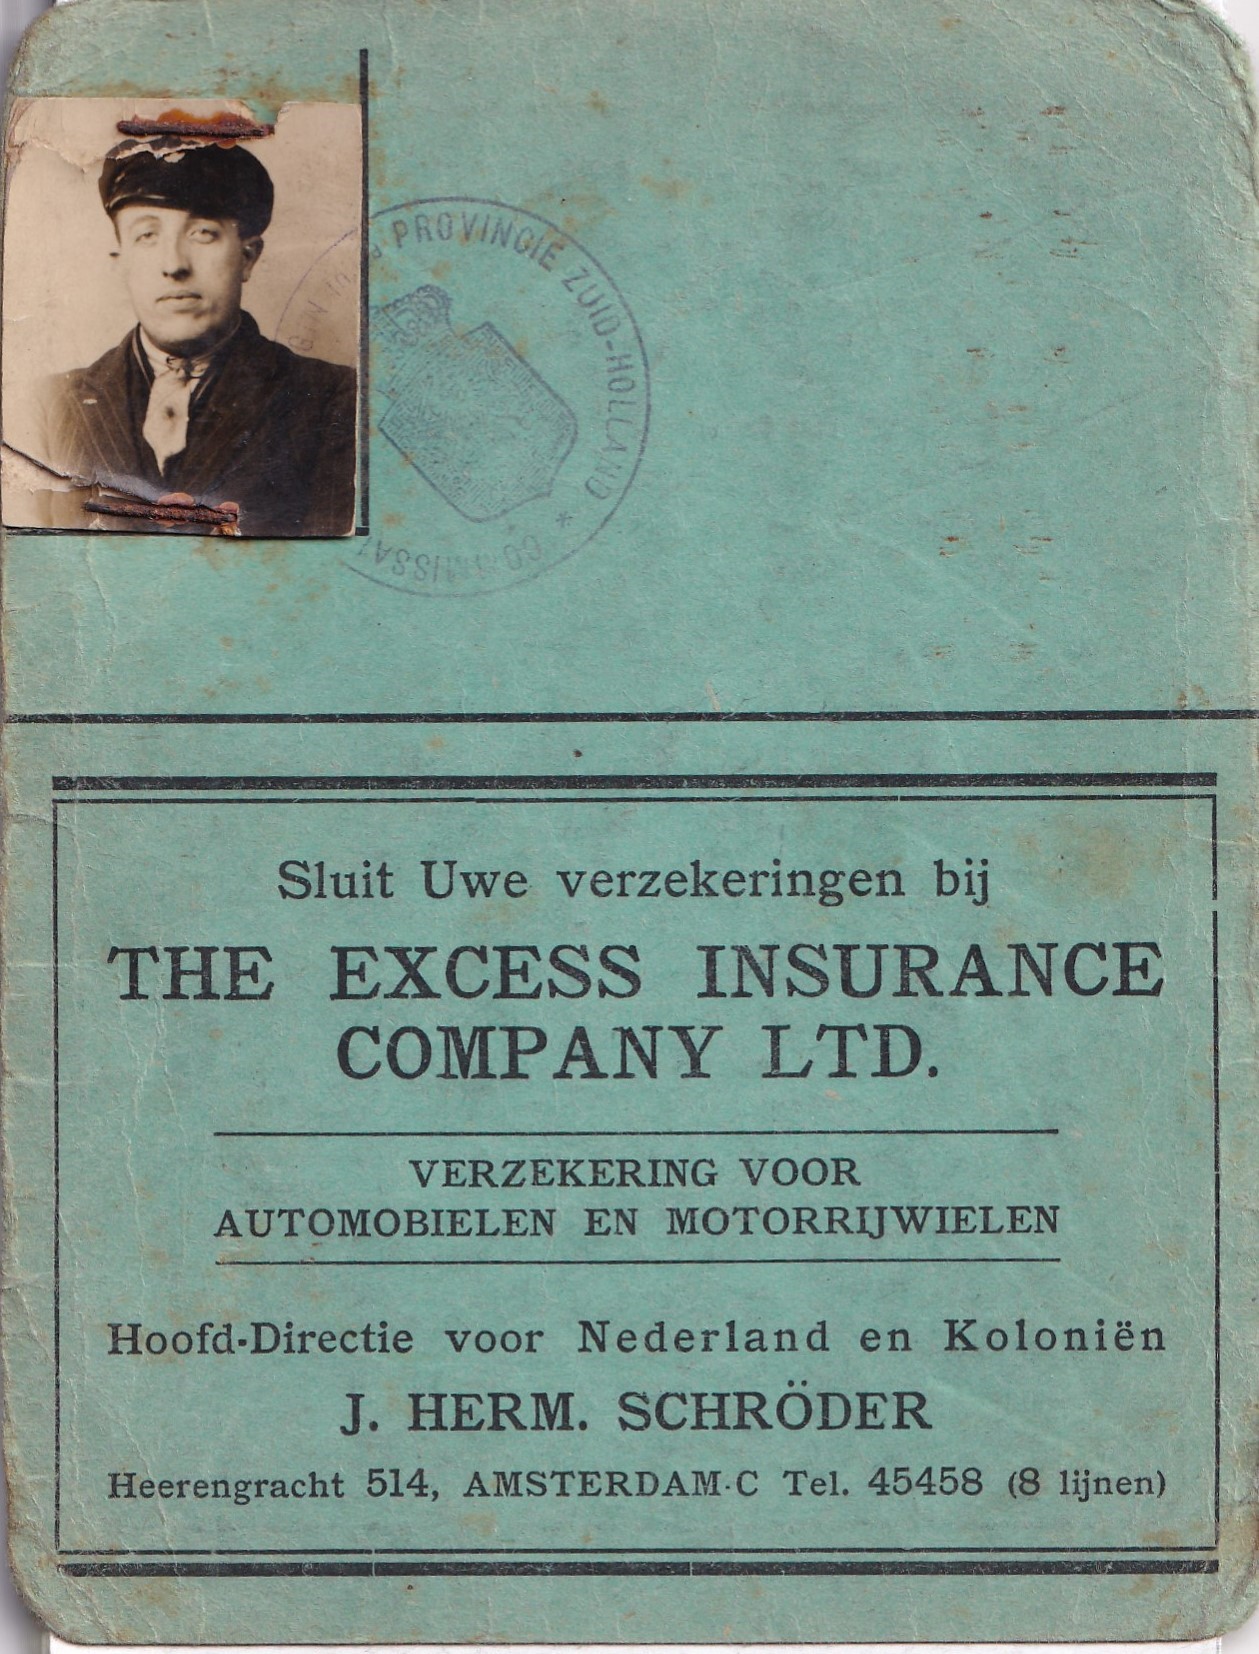 PROVINCIE ZUID-HOLLAND * COMMISSA
Sluit Uwe verzekeringen bij
THE EXCESS INSURANCE
COMPANY LTD.
VERZEKERING VOOR
AUTOMOBIELEN EN MOTORRIJWIELEN
Hoofd-Directie voor Nederland en Koloniën
J. HERM. SCHRÖDER
Heerengracht 514, AMSTERDAM-C Tel. 45458 (8 lijnen)